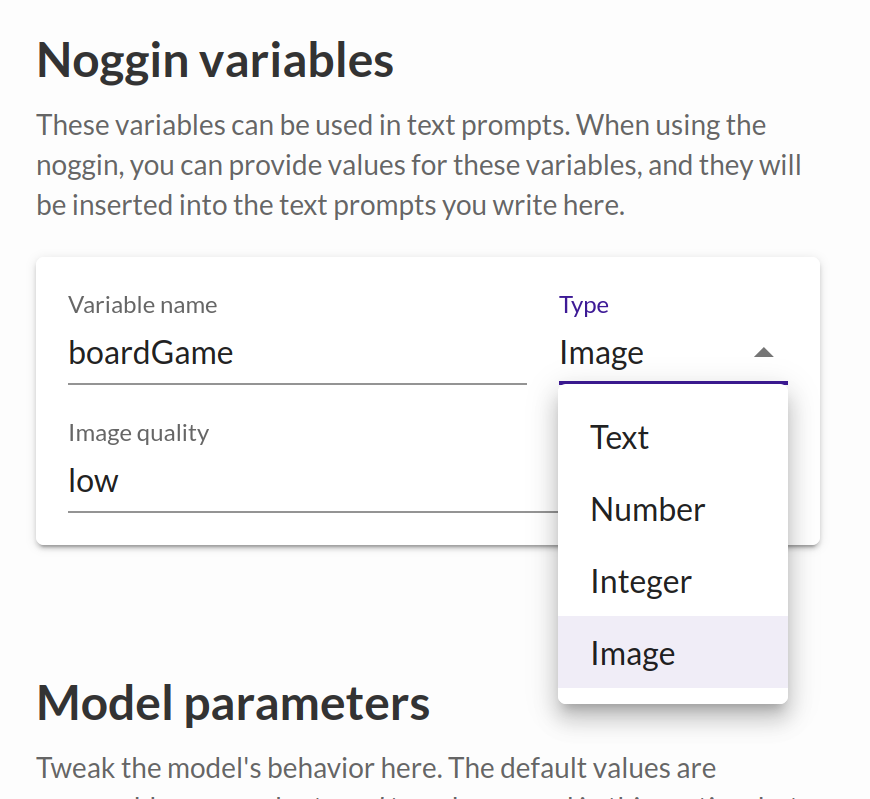 Noggin variables
These variables can be used in text prompts. When using the
noggin, you can provide values for these variables, and they will
be inserted into the text prompts you write here.
Variable name
boardGame
Type
Image
Image quality
low
Text
Number
Integer
Image
Model parameters
Tweak the model's behavior here. The default values are